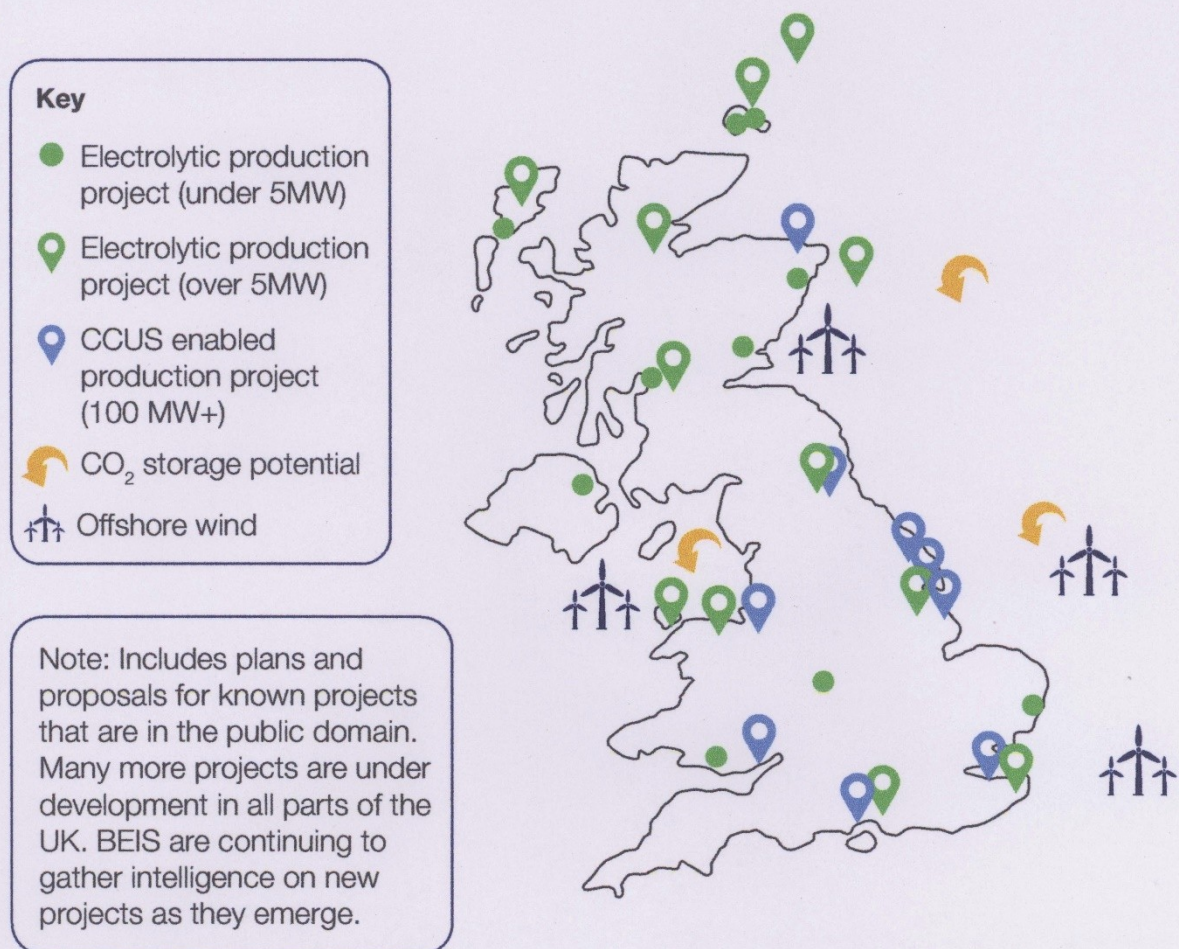 Key
Electrolytic production
project (under 5MW)
Electrolytic production
project (over 5MW)
CCUS enabled
production project
(100 MW+)
CO₂ storage potential
Offshore wind
Note: Includes plans and
proposals for known projects
that are in the public domain.
Many more projects are under
development in all parts of the
UK. BEIS are continuing to
gather intelligence on new
projects as they emerge.